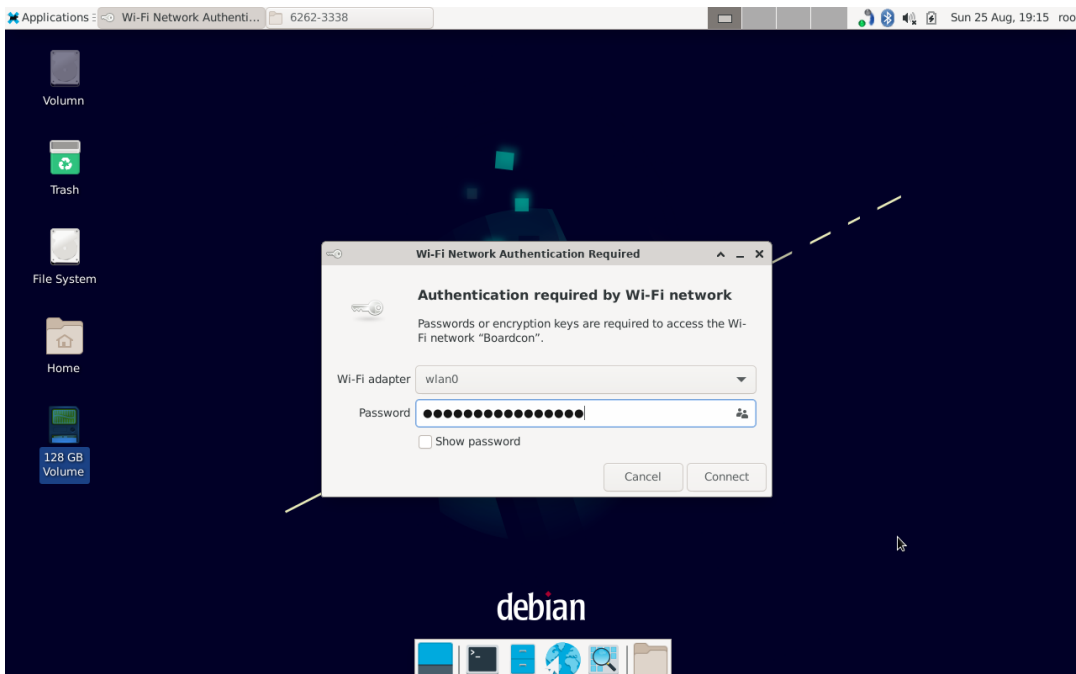 Applications Wi-Fi Network Authenti... 6262-3338 Sun 25 Aug, 19:15 roo
Volumn
Trash
File System
Home
128 GB
Volume
Wi-Fi Network Authentication Required
Authentication required by Wi-Fi network
Passwords or encryption keys are required to access the Wi-
Fi network “Boardcon”.
Wi-Fi adapter wlan0
Password ●●●●●●●●●●●●●●●●
Show password
Cancel Connect
debian